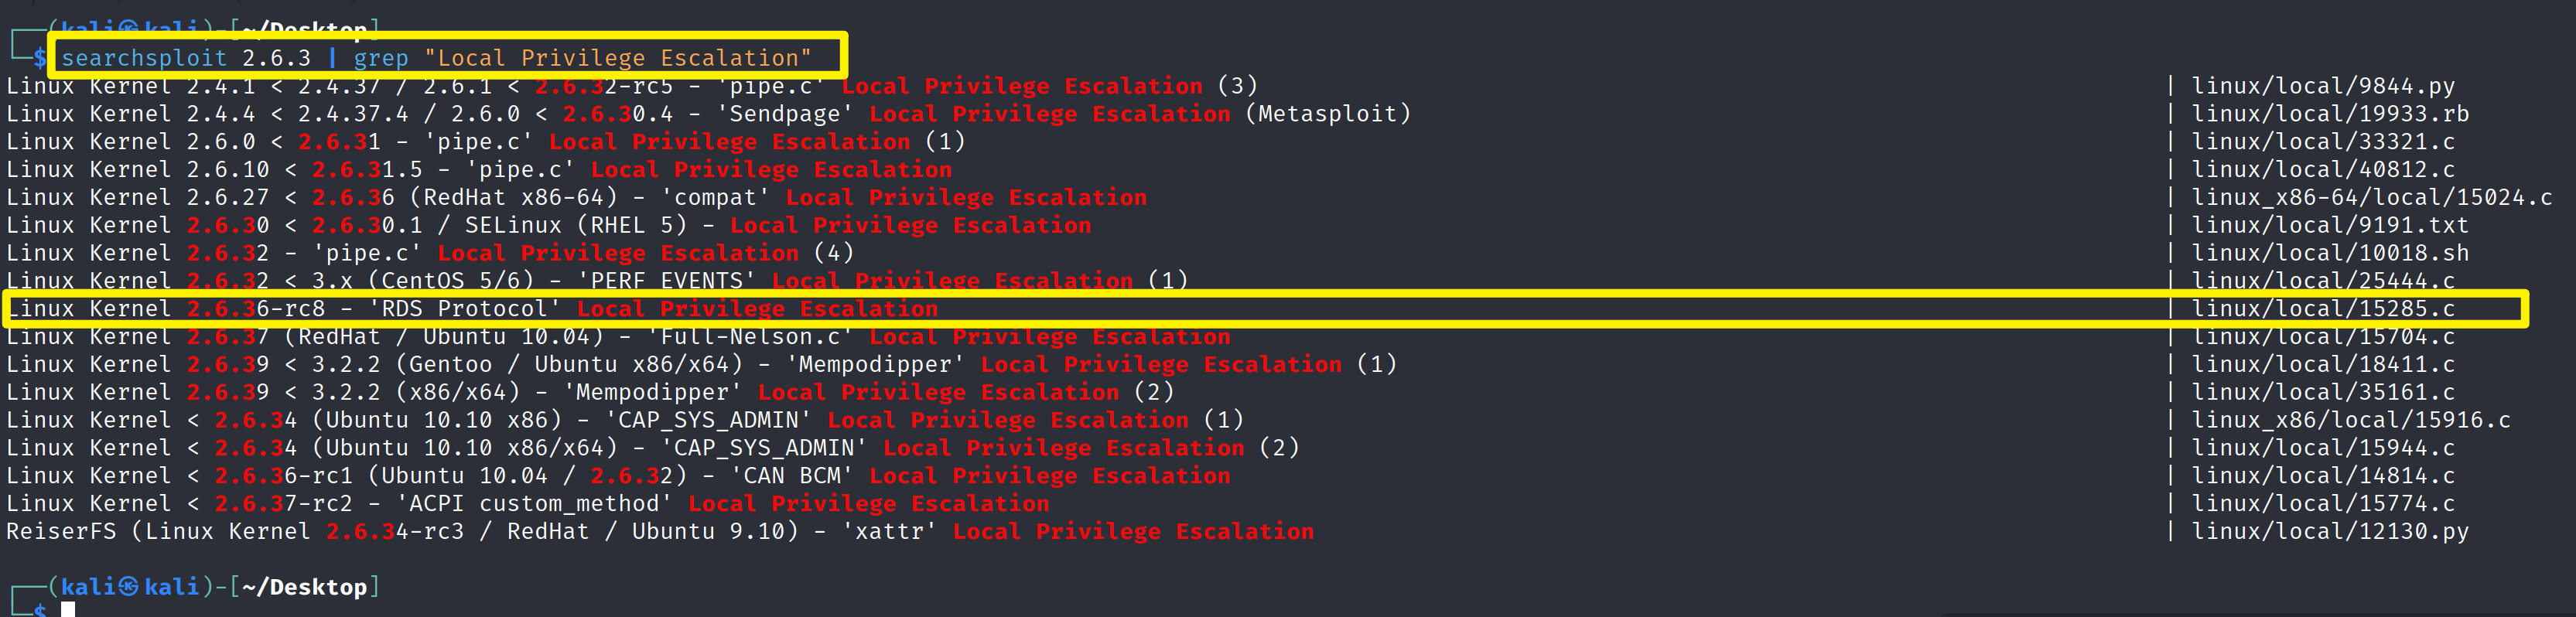 ┌──(kali㉿kali)-[~/Desktop]
└─$ searchsploit 2.6.3 | grep "Local Privilege Escalation"
Linux Kernel 2.4.1 < 2.4.37 / 2.6.1 < 2.6.32-rc5 - 'pipe.c' Local Privilege Escalation (3) | linux/local/9844.py
Linux Kernel 2.4.4 < 2.4.37.4 / 2.6.0 < 2.6.30.4 - 'Sendpage' Local Privilege Escalation (Metasploit) | linux/local/19933.rb
Linux Kernel 2.6.0 < 2.6.31 - 'pipe.c' Local Privilege Escalation (1) | linux/local/33321.c
Linux Kernel 2.6.10 < 2.6.31.5 - 'pipe.c' Local Privilege Escalation | linux/local/40812.c
Linux Kernel 2.6.27 < 2.6.36 (RedHat x86-64) - 'compat' Local Privilege Escalation | linux_x86-64/local/15024.c
Linux Kernel 2.6.30 < 2.6.30.1 / SELinux (RHEL 5) - Local Privilege Escalation | linux/local/9191.txt
Linux Kernel 2.6.32 - 'pipe.c' Local Privilege Escalation (4) | linux/local/10018.sh
Linux Kernel 2.6.32 < 3.x (CentOS 5/6) - 'PERF_EVENTS' Local Privilege Escalation (1) | linux/local/25444.c
Linux Kernel 2.6.36-rc8 - 'RDS Protocol' Local Privilege Escalation | linux/local/15285.c
Linux Kernel 2.6.37 (RedHat / Ubuntu 10.04) - 'Full-Nelson.c' Local Privilege Escalation | linux/local/15704.c
Linux Kernel 2.6.39 < 3.2.2 (Gentoo / Ubuntu x86/x64) - 'Mempodipper' Local Privilege Escalation (1) | linux/local/18411.c
Linux Kernel 2.6.39 < 3.2.2 (x86/x64) - 'Mempodipper' Local Privilege Escalation (2) | linux/local/35161.c
Linux Kernel < 2.6.34 (Ubuntu 10.10 x86) - 'CAP_SYS_ADMIN' Local Privilege Escalation (1) | linux_x86/local/15916.c
Linux Kernel < 2.6.34 (Ubuntu 10.10 x86/x64) - 'CAP_SYS_ADMIN' Local Privilege Escalation (2) | linux/local/15944.c
Linux Kernel < 2.6.36-rc1 (Ubuntu 10.04 / 2.6.32) - 'CAN BCM' Local Privilege Escalation | linux/local/14814.c
Linux Kernel < 2.6.37-rc2 - 'ACPI custom_method' Local Privilege Escalation | linux/local/15774.c
ReiserFS (Linux Kernel 2.6.34-rc3 / RedHat / Ubuntu 9.10) - 'xattr' Local Privilege Escalation | linux/local/12130.py
┌──(kali㉿kali)-[~/Desktop]
└─$